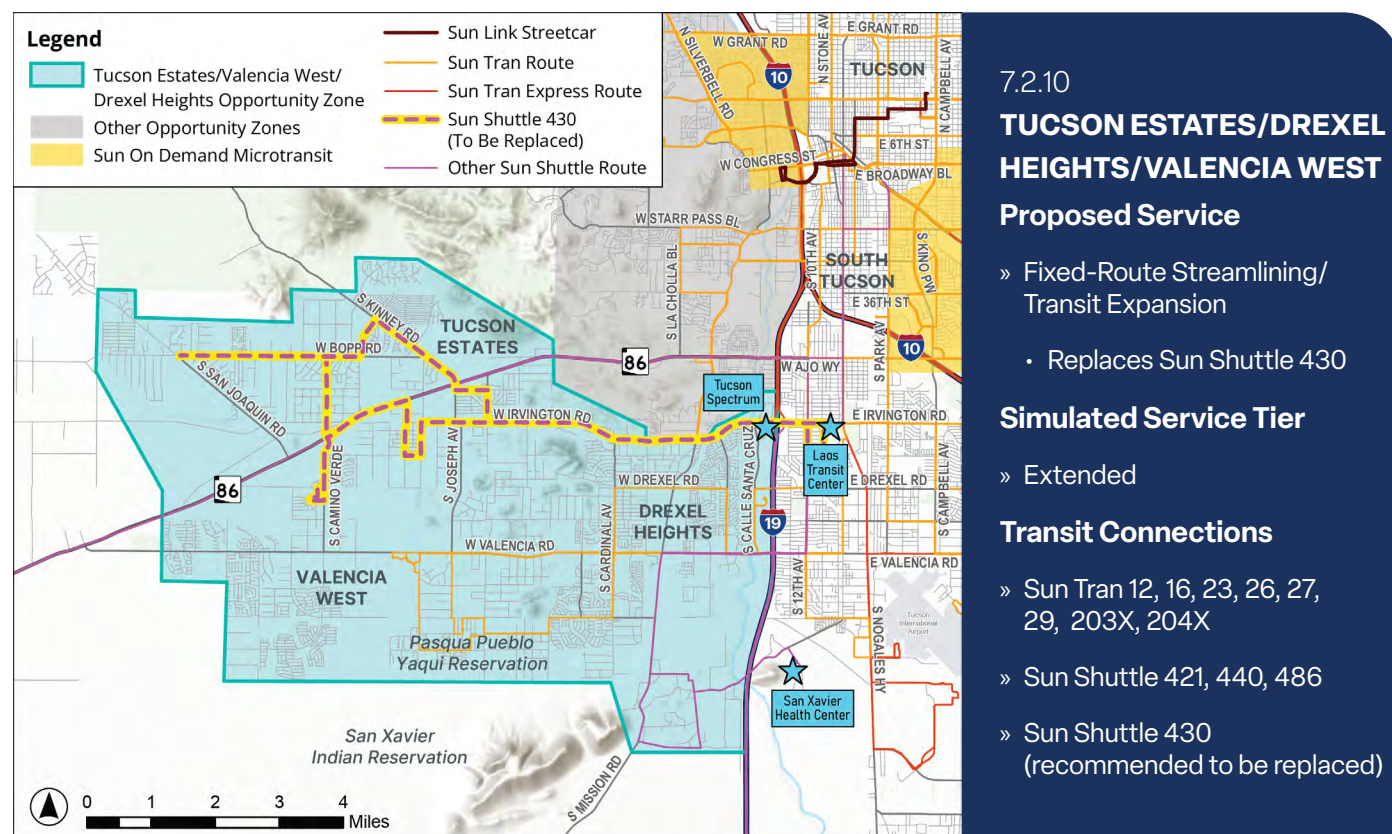 Legend
Tucson Estates/Valencia West/
Drexel Heights Opportunity Zone
Other Opportunity Zones
Sun On Demand Microtransit
Sun Link Streetcar
Sun Tran Route
Sun Tran Express Route
Sun Shuttle 430
(To Be Replaced)
Other Sun Shuttle Route
N SILVERBELL RD
W GRANT RD
10
N STONE AV
E GRANT RD
TUCSON
N CAMPBELL AV
E 6TH ST
W CONGRESS ST
E BROADWAY BL
W STARR PASS BL
S LA CHOLLA BL
S 10TH AV
SOUTH
TUCSON
S KINO PW
E 36TH ST
S PARK AV
10
S KINNEY RD
TUCSON
ESTATES
W BOPP RD
86
W AJO WY
S SAN JOAQUIN RD
Tucson
Spectrum
W IRVINGTON RD
E IRVINGTON RD
Laos
Transit
Center
S JOSEPH AV
S CAMINO VERDE
86
W DREXEL RD
E DREXEL RD
S CALLE SANTA CRUZ
S CAMPBELL AV
DREXEL
HEIGHTS
19
S CARDINAL AV
W VALENCIA RD
E VALENCIA RD
VALENCIA
WEST
S 12TH AV
S NOGALES HY
Tucson
International
Airport
Pasqua Pueblo
Yaqui Reservation
San Xavier
Health Center
San Xavier
Indian Reservation
S MISSION RD
0 1 2 3 4
Miles
7.2.10
TUCSON ESTATES/DREXEL
HEIGHTS/VALENCIA WEST
Proposed Service
» Fixed-Route Streamlining/
Transit Expansion
• Replaces Sun Shuttle 430
Simulated Service Tier
» Extended
Transit Connections
» Sun Tran 12, 16, 23, 26, 27,
29, 203X, 204X
» Sun Shuttle 421, 440, 486
» Sun Shuttle 430
(recommended to be replaced)